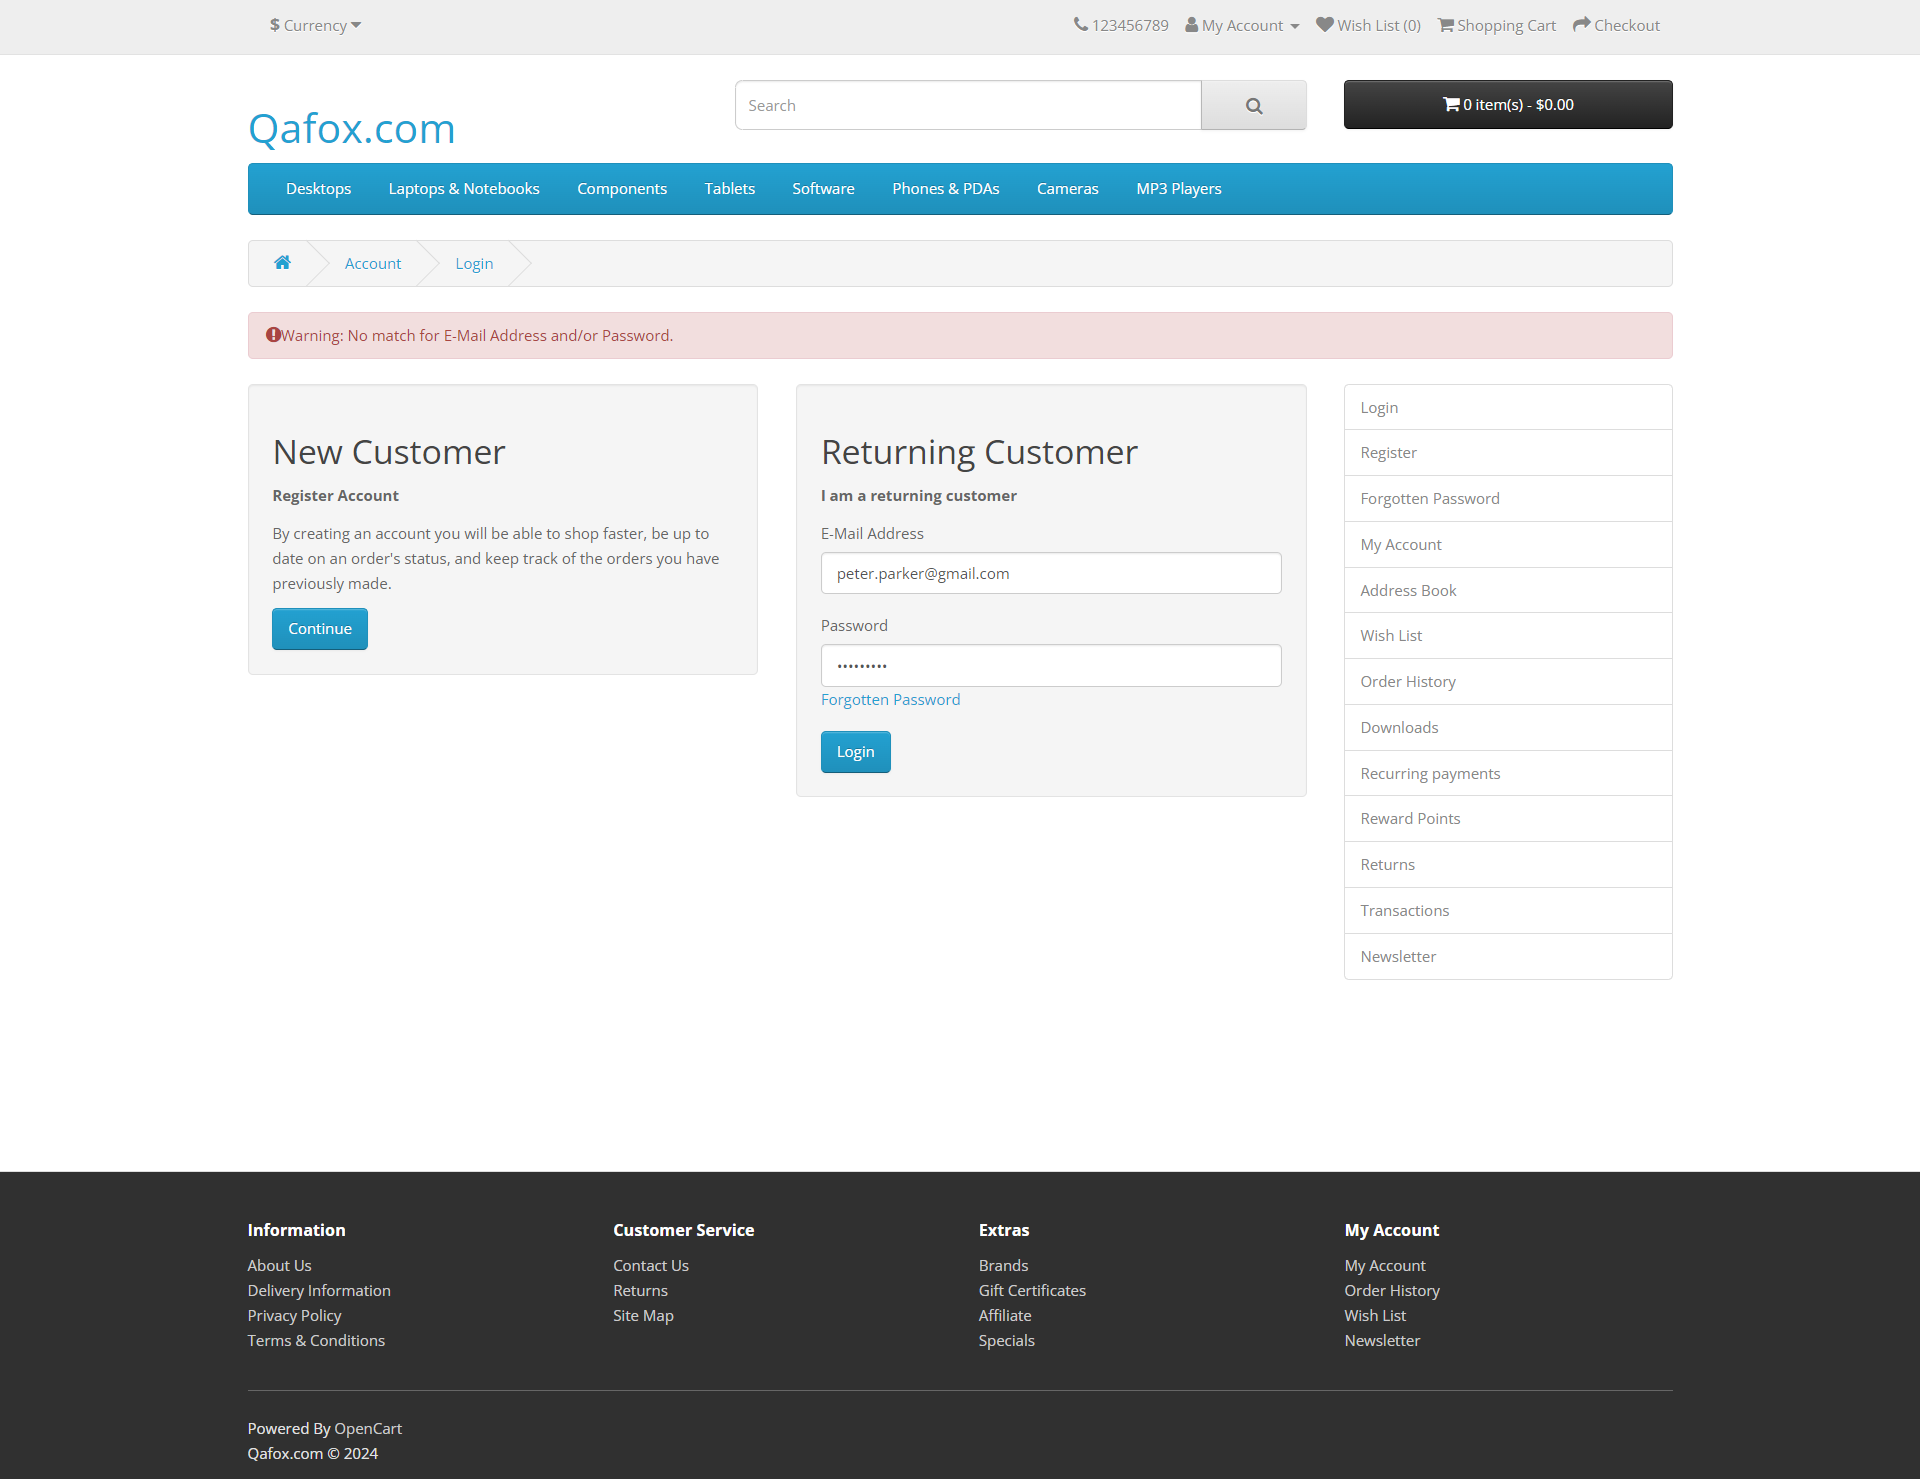 $ Currency
123456789 My Account Wish List (0) Shopping Cart Checkout
Qafox.com
Search
0 item(s) - $0.00
Desktops Laptops & Notebooks Components Tablets Software Phones & PDAs Cameras MP3 Players
Account Login
Warning: No match for E-Mail Address and/or Password.
New Customer
Register Account
By creating an account you will be able to shop faster, be up to
date on an order's status, and keep track of the orders you have
previously made.
Continue
Returning Customer
I am a returning customer
E-Mail Address
peter.parker@gmail.com
Password
•••••••••
Forgotten Password
Login
Login
Register
Forgotten Password
My Account
Address Book
Wish List
Order History
Downloads
Recurring payments
Reward Points
Returns
Transactions
Newsletter
Information
About Us
Delivery Information
Privacy Policy
Terms & Conditions
Customer Service
Contact Us
Returns
Site Map
Extras
Brands
Gift Certificates
Affiliate
Specials
My Account
My Account
Order History
Wish List
Newsletter
Powered By OpenCart
Qafox.com © 2024